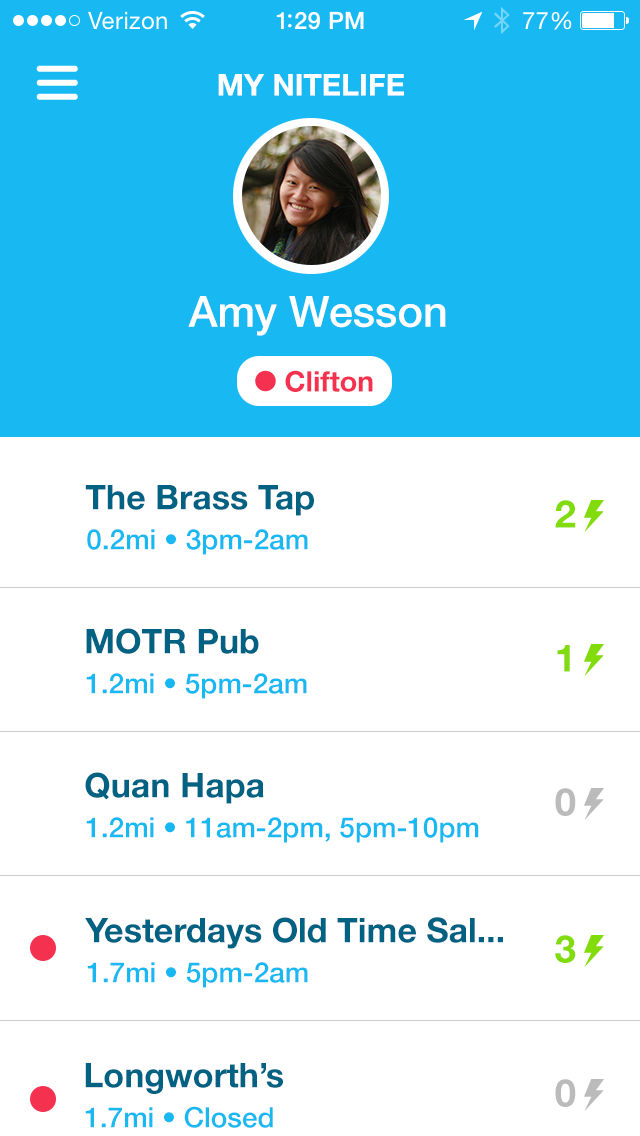 Verizon 1:29 PM 77%
MY NITELIFE
Amy Wesson
Clifton
The Brass Tap
0.2mi • 3pm-2am
2
MOTR Pub
1.2mi • 5pm-2am
1
Quan Hapa
1.2mi • 11am-2pm, 5pm-10pm
0
Yesterdays Old Time Sal...
1.7mi • 5pm-2am
3
Longworth’s
1.7mi • Closed
0